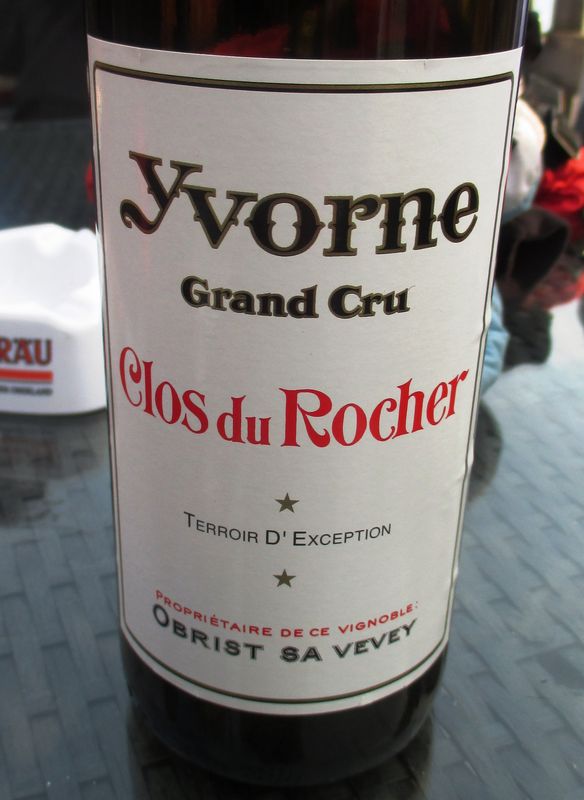 Yvorne
Grand Cru
Clos du Rocher
Terroir D'Exception
PROPRIÉTAIRE DE CE VIGNOBLE:
OBRIST SA VEVEY
RÄU